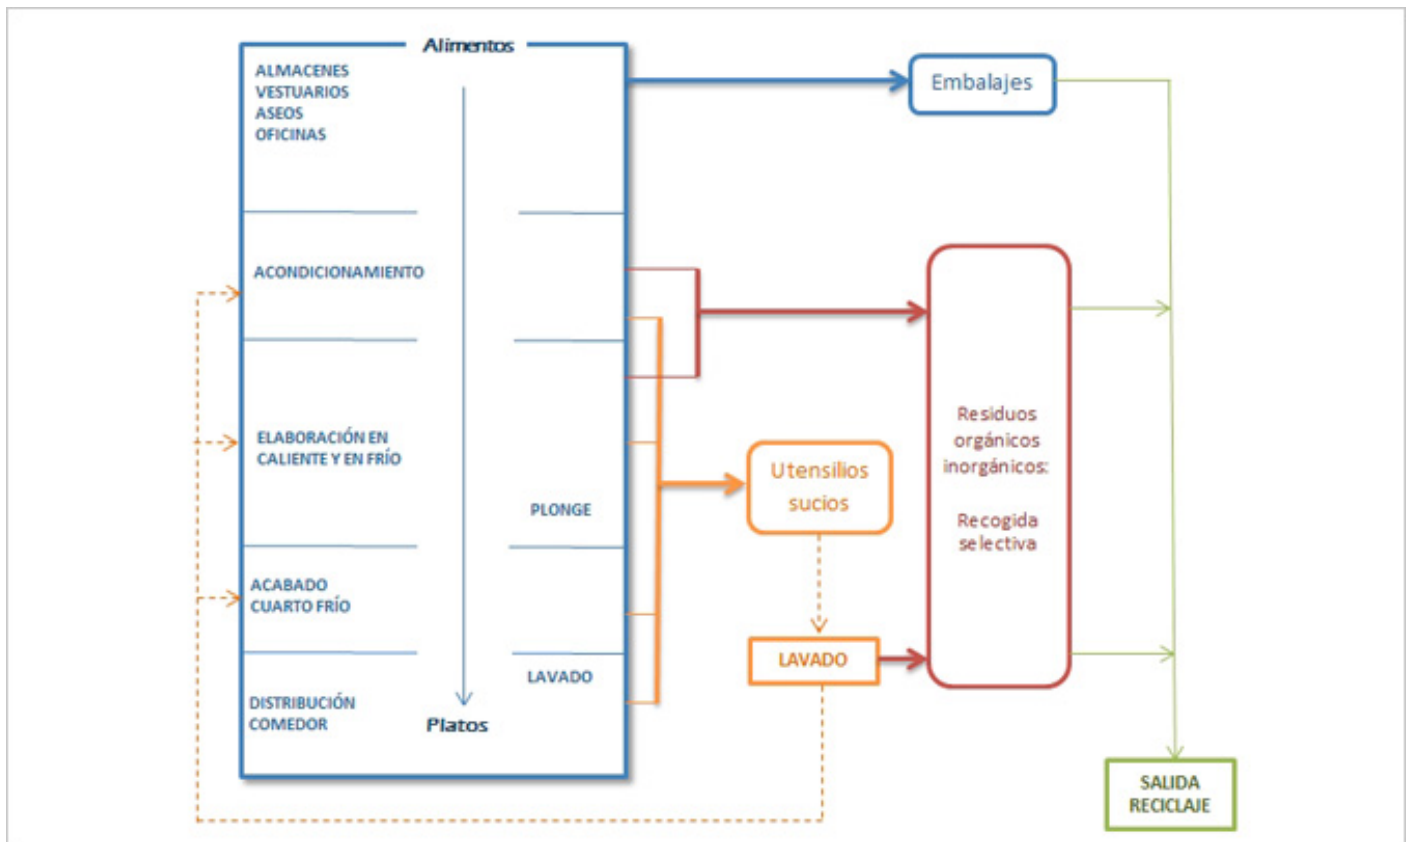 Alimentos
ALMACENES
VESTUARIOS
ASEOS
OFICINAS
Embalajes
ACONDICIONAMIENTO
ELABORACIÓN EN
CALIENTE Y EN FRÍO
PLONGE
Utensilios
sucios
Residuos
orgánicos
inorgánicos:
Recogida
selectiva
ACABADO
CUARTO FRÍO
LAVADO
LAVADO
DISTRIBUCIÓN
COMEDOR
Platos
SALIDA
RECICLAJE